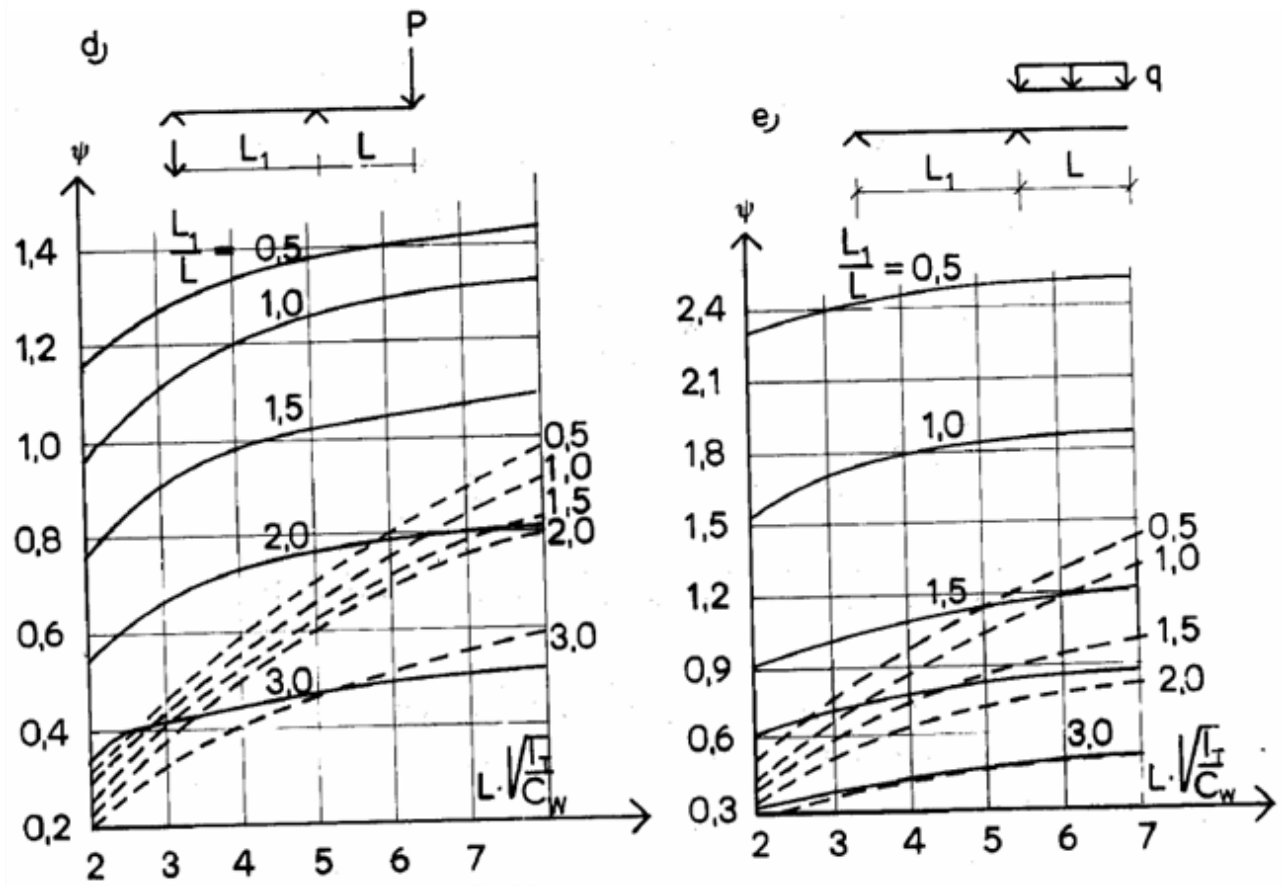 d)
P
L₁ L
ψ
L₁/L = 0,5
1,4
1,0
1,2
1,5
1,0
0,5
1,0
1,5
2,0
0,8
2,0
0,6
3,0
3,0
0,4
L·√(I_T/C_W)
0,2
2 3 4 5 6 7
e)
q
L₁ L
ψ
L₁/L = 0,5
2,4
2,1
1,0
1,8
1,5
0,5
1,0
1,2
1,5
1,5
0,9
2,0
0,6
3,0
L·√(I_T/C_W)
0,3
2 3 4 5 6 7